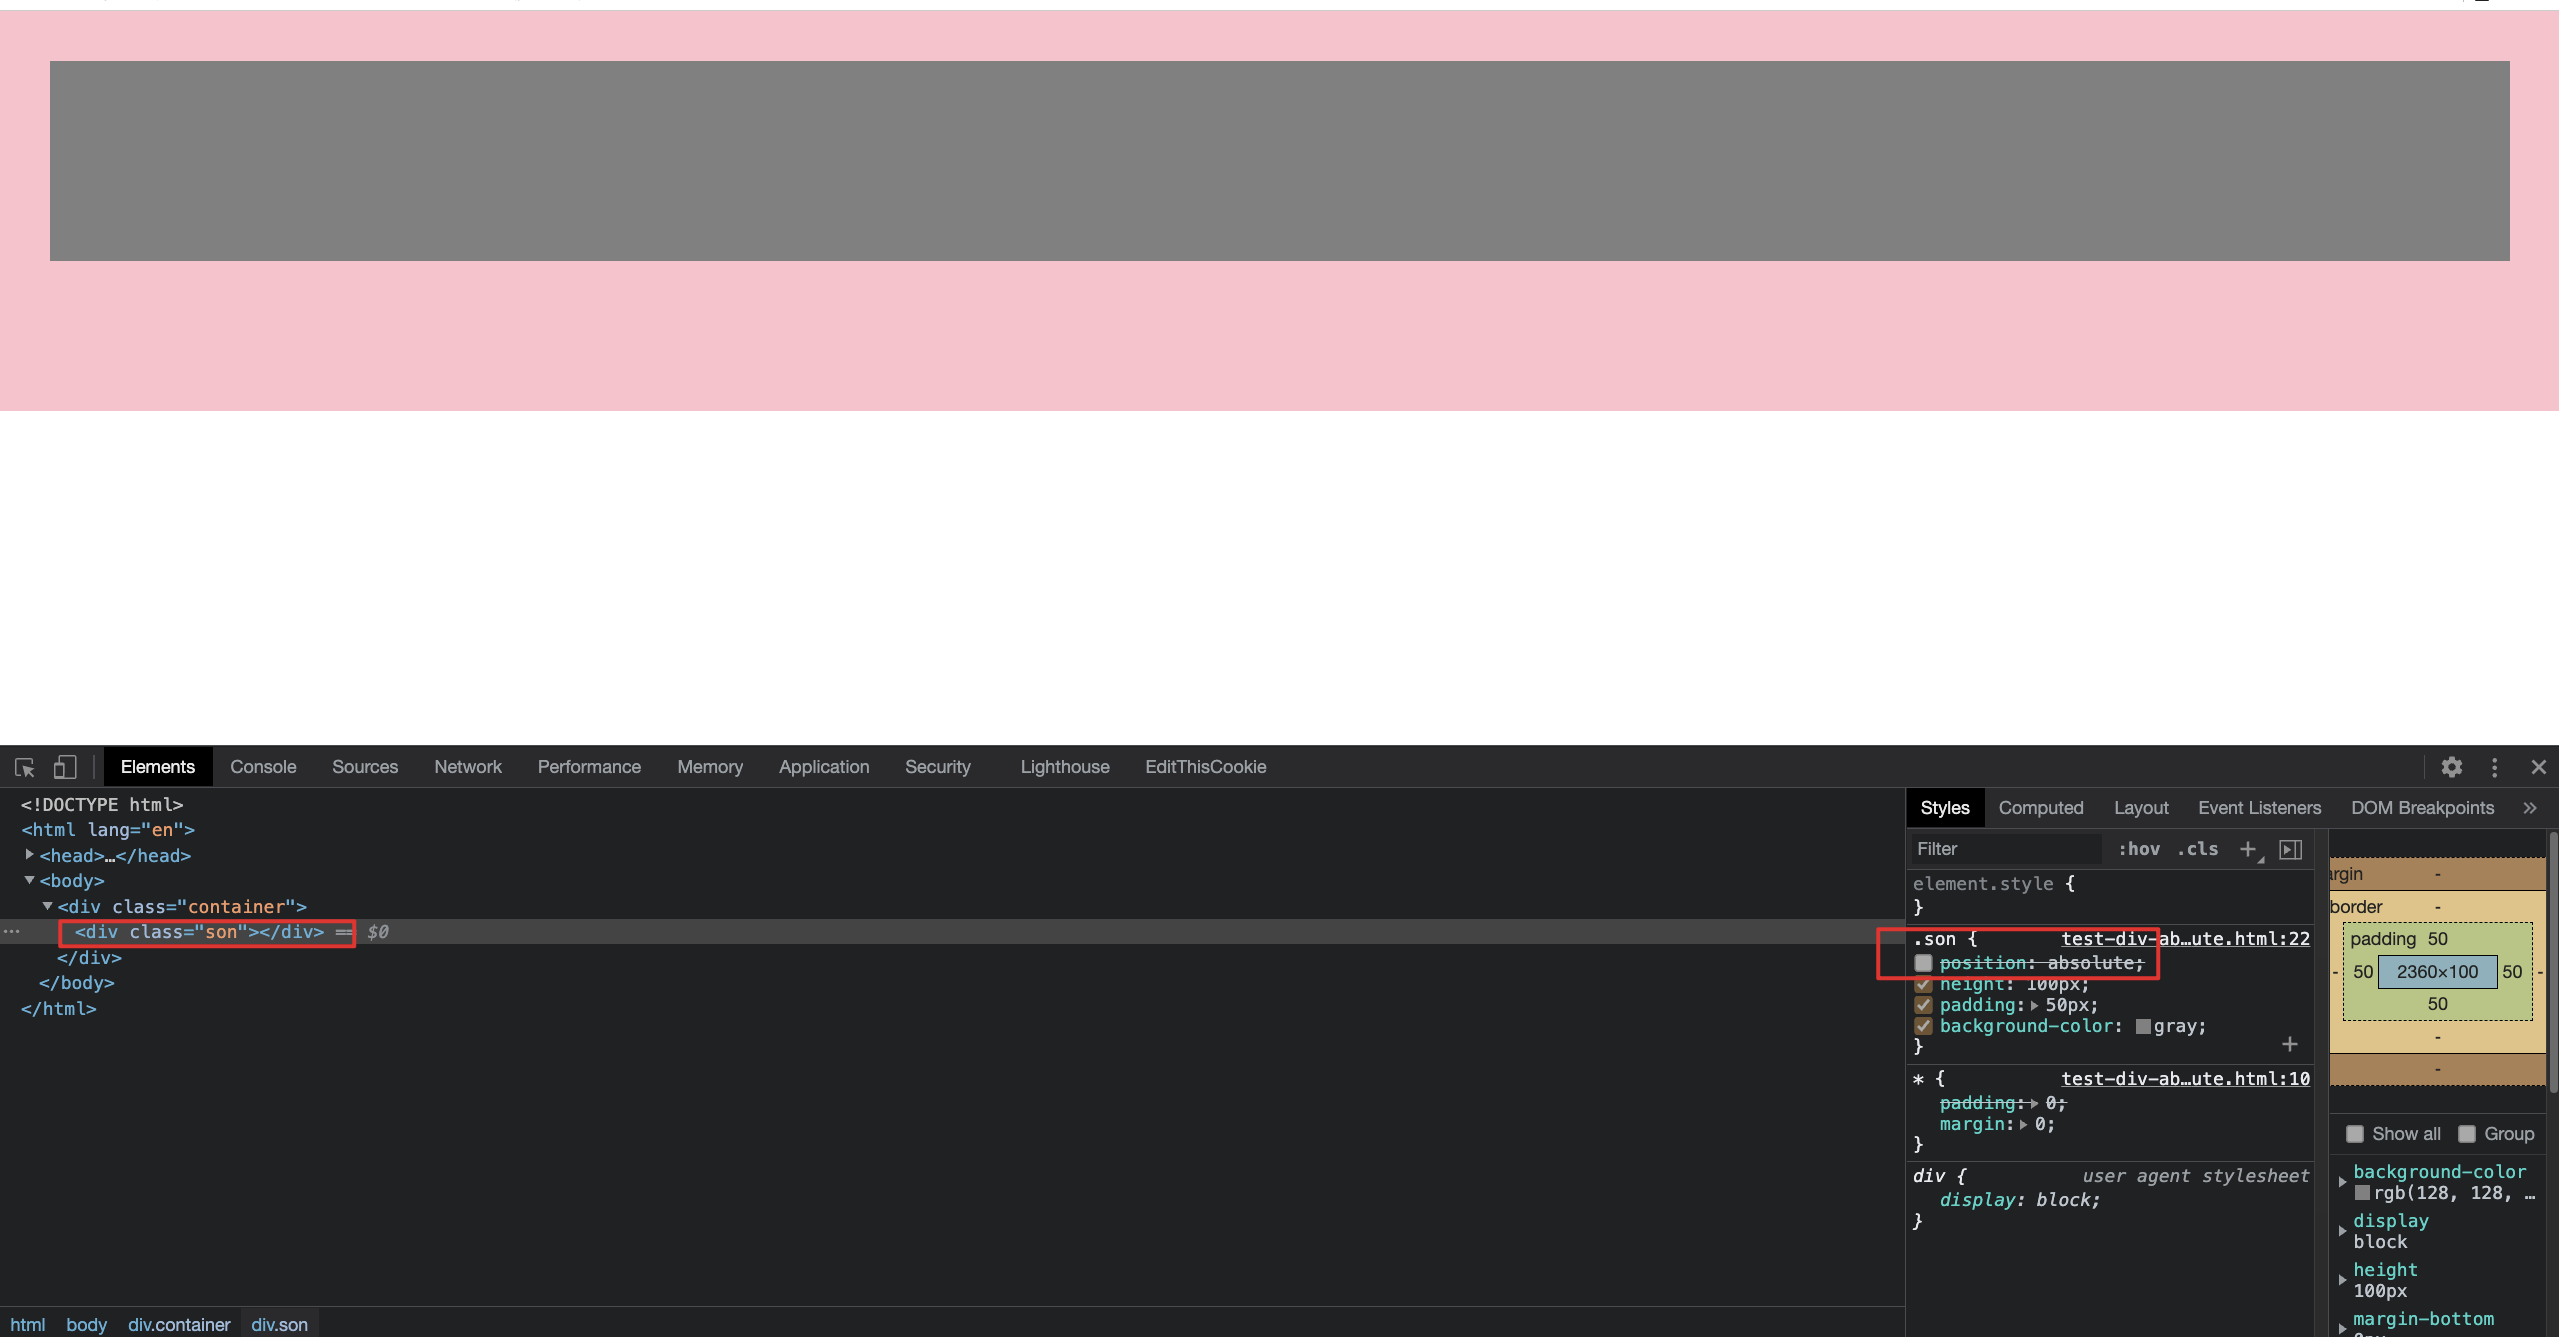 Elements Console Sources Network Performance Memory Application Security Lighthouse EditThisCookie
<!DOCTYPE html>
<html lang="en">
<head>…</head>
<body>
<div class="container">
<div class="son"></div> == $0
</div>
</body>
</html>
html body div.container div.son
Styles Computed Layout Event Listeners DOM Breakpoints »
Filter :hov .cls +
element.style {
}
.son { test-div-ab…ute.html:22
position: absolute;
height: 100px;
padding: 50px;
background-color: gray;
}
* { test-div-ab…ute.html:10
padding: 0;
margin: 0;
}
div { user agent stylesheet
display: block;
}
argin -
border -
padding 50
- 50 2360×100 50 -
50
-
-
Show all Group
background-color
rgb(128, 128, …
display
block
height
100px
margin-bottom